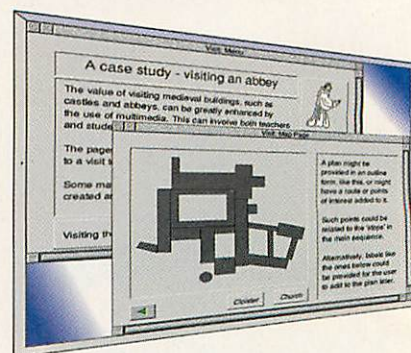 Visit: Menu
A case study - visiting an abbey
The value of visiting medieval buildings, such as
castles and abbeys, can be greatly enhanced by
the use of multimedia. This can involve both teachers
and stude
The page
to a visit t
Some ma
created an
Visiting th
Visit: Map Page
A plan might be
provided in an outline
form, like this, or might
have a route or points
of interest added to it.
Such points could be
related to the 'stops' in
the main sequence.
Alternatively, labels like
the ones below could
be provided for the user
to add to the plan later.
Cloister
Church